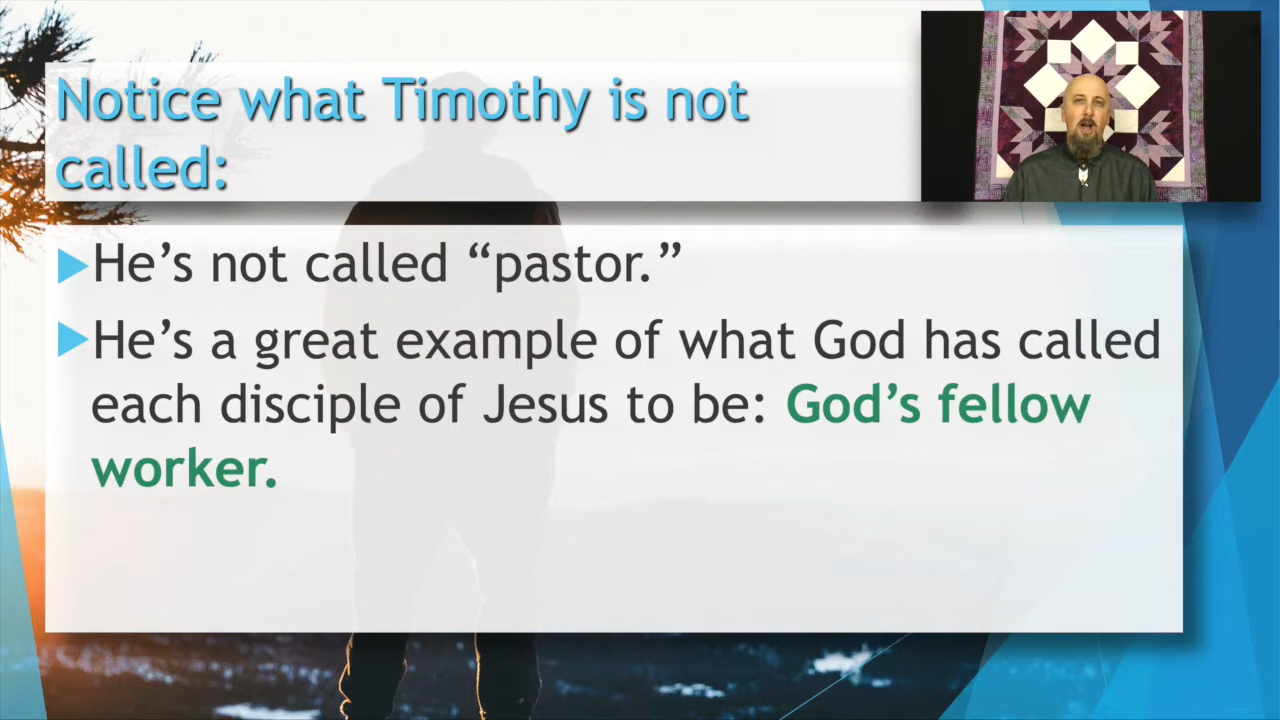 Notice what Timothy is not
called:
He’s not called “pastor.”
He’s a great example of what God has called
each disciple of Jesus to be: God’s fellow
worker.